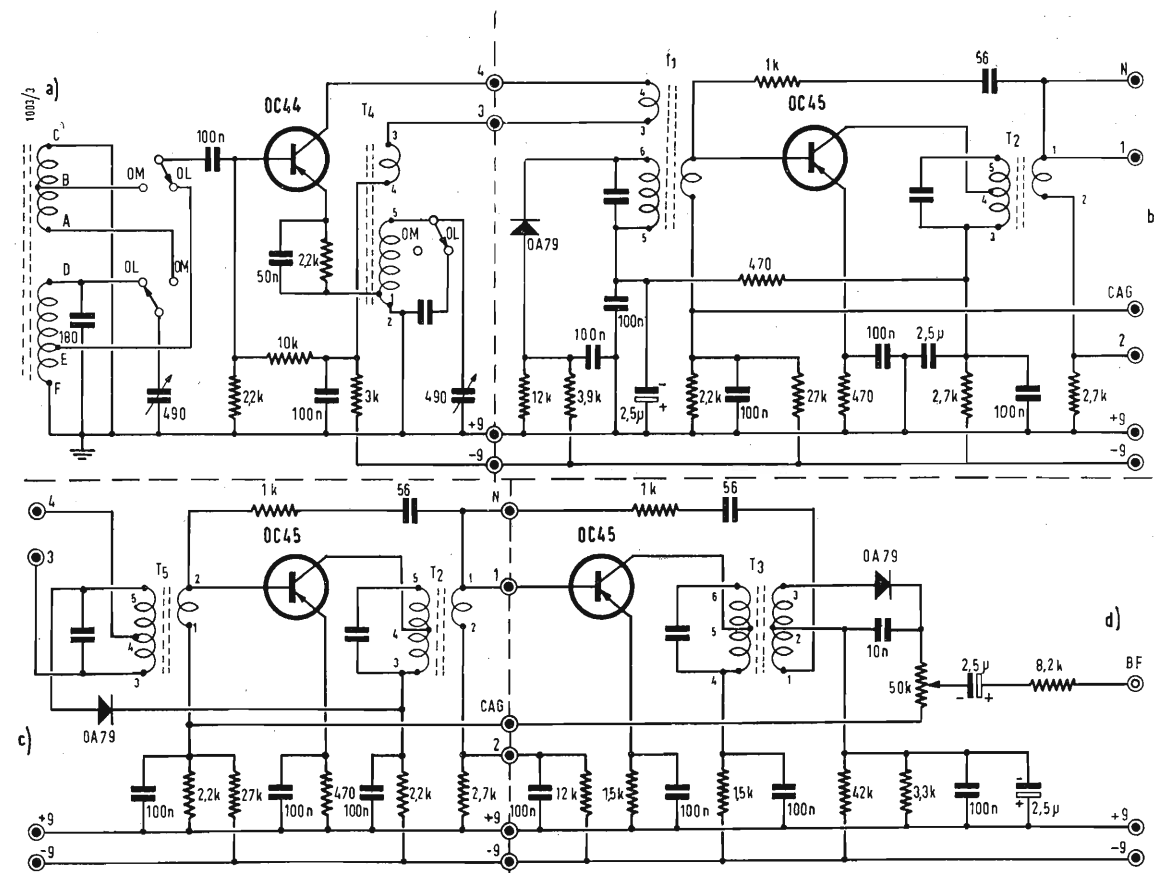 a)
1003/3
C
B
A
D
E
F
OM
OL
OL
OM
180
490
100n
OC44
T4
3
4
5
2
OM
OL
50n
2,2k
10k
2,2k
100n
3k
490
4
3
+9
-9
T1
4
3
6
5
1k
56
OC45
T2
5
4
3
1
2
N
1
b
OA79
470
100n
CAG
2
12k
3,9k
100n
2,5µ
- +
2,2k
100n
27k
470
100n
2,5µ
2,7k
100n
2,7k
+9
-9
4
3
T5
5
4
3
2
1
1k
56
OC45
T2
5
4
3
1
2
N
1
CAG
2
OA79
c)
100n
2,2k
27k
100n
470
100n
2,2k
2,7k
+9
-9
+9
-9
1k
56
OC45
T3
6
5
4
3
2
1
OA79
10n
50k
2,5µ
- +
8,2k
d)
BF
100n
12k
1,5k
100n
1,5k
100n
42k
3,3k
100n
- +
2,5µ
+9
-9